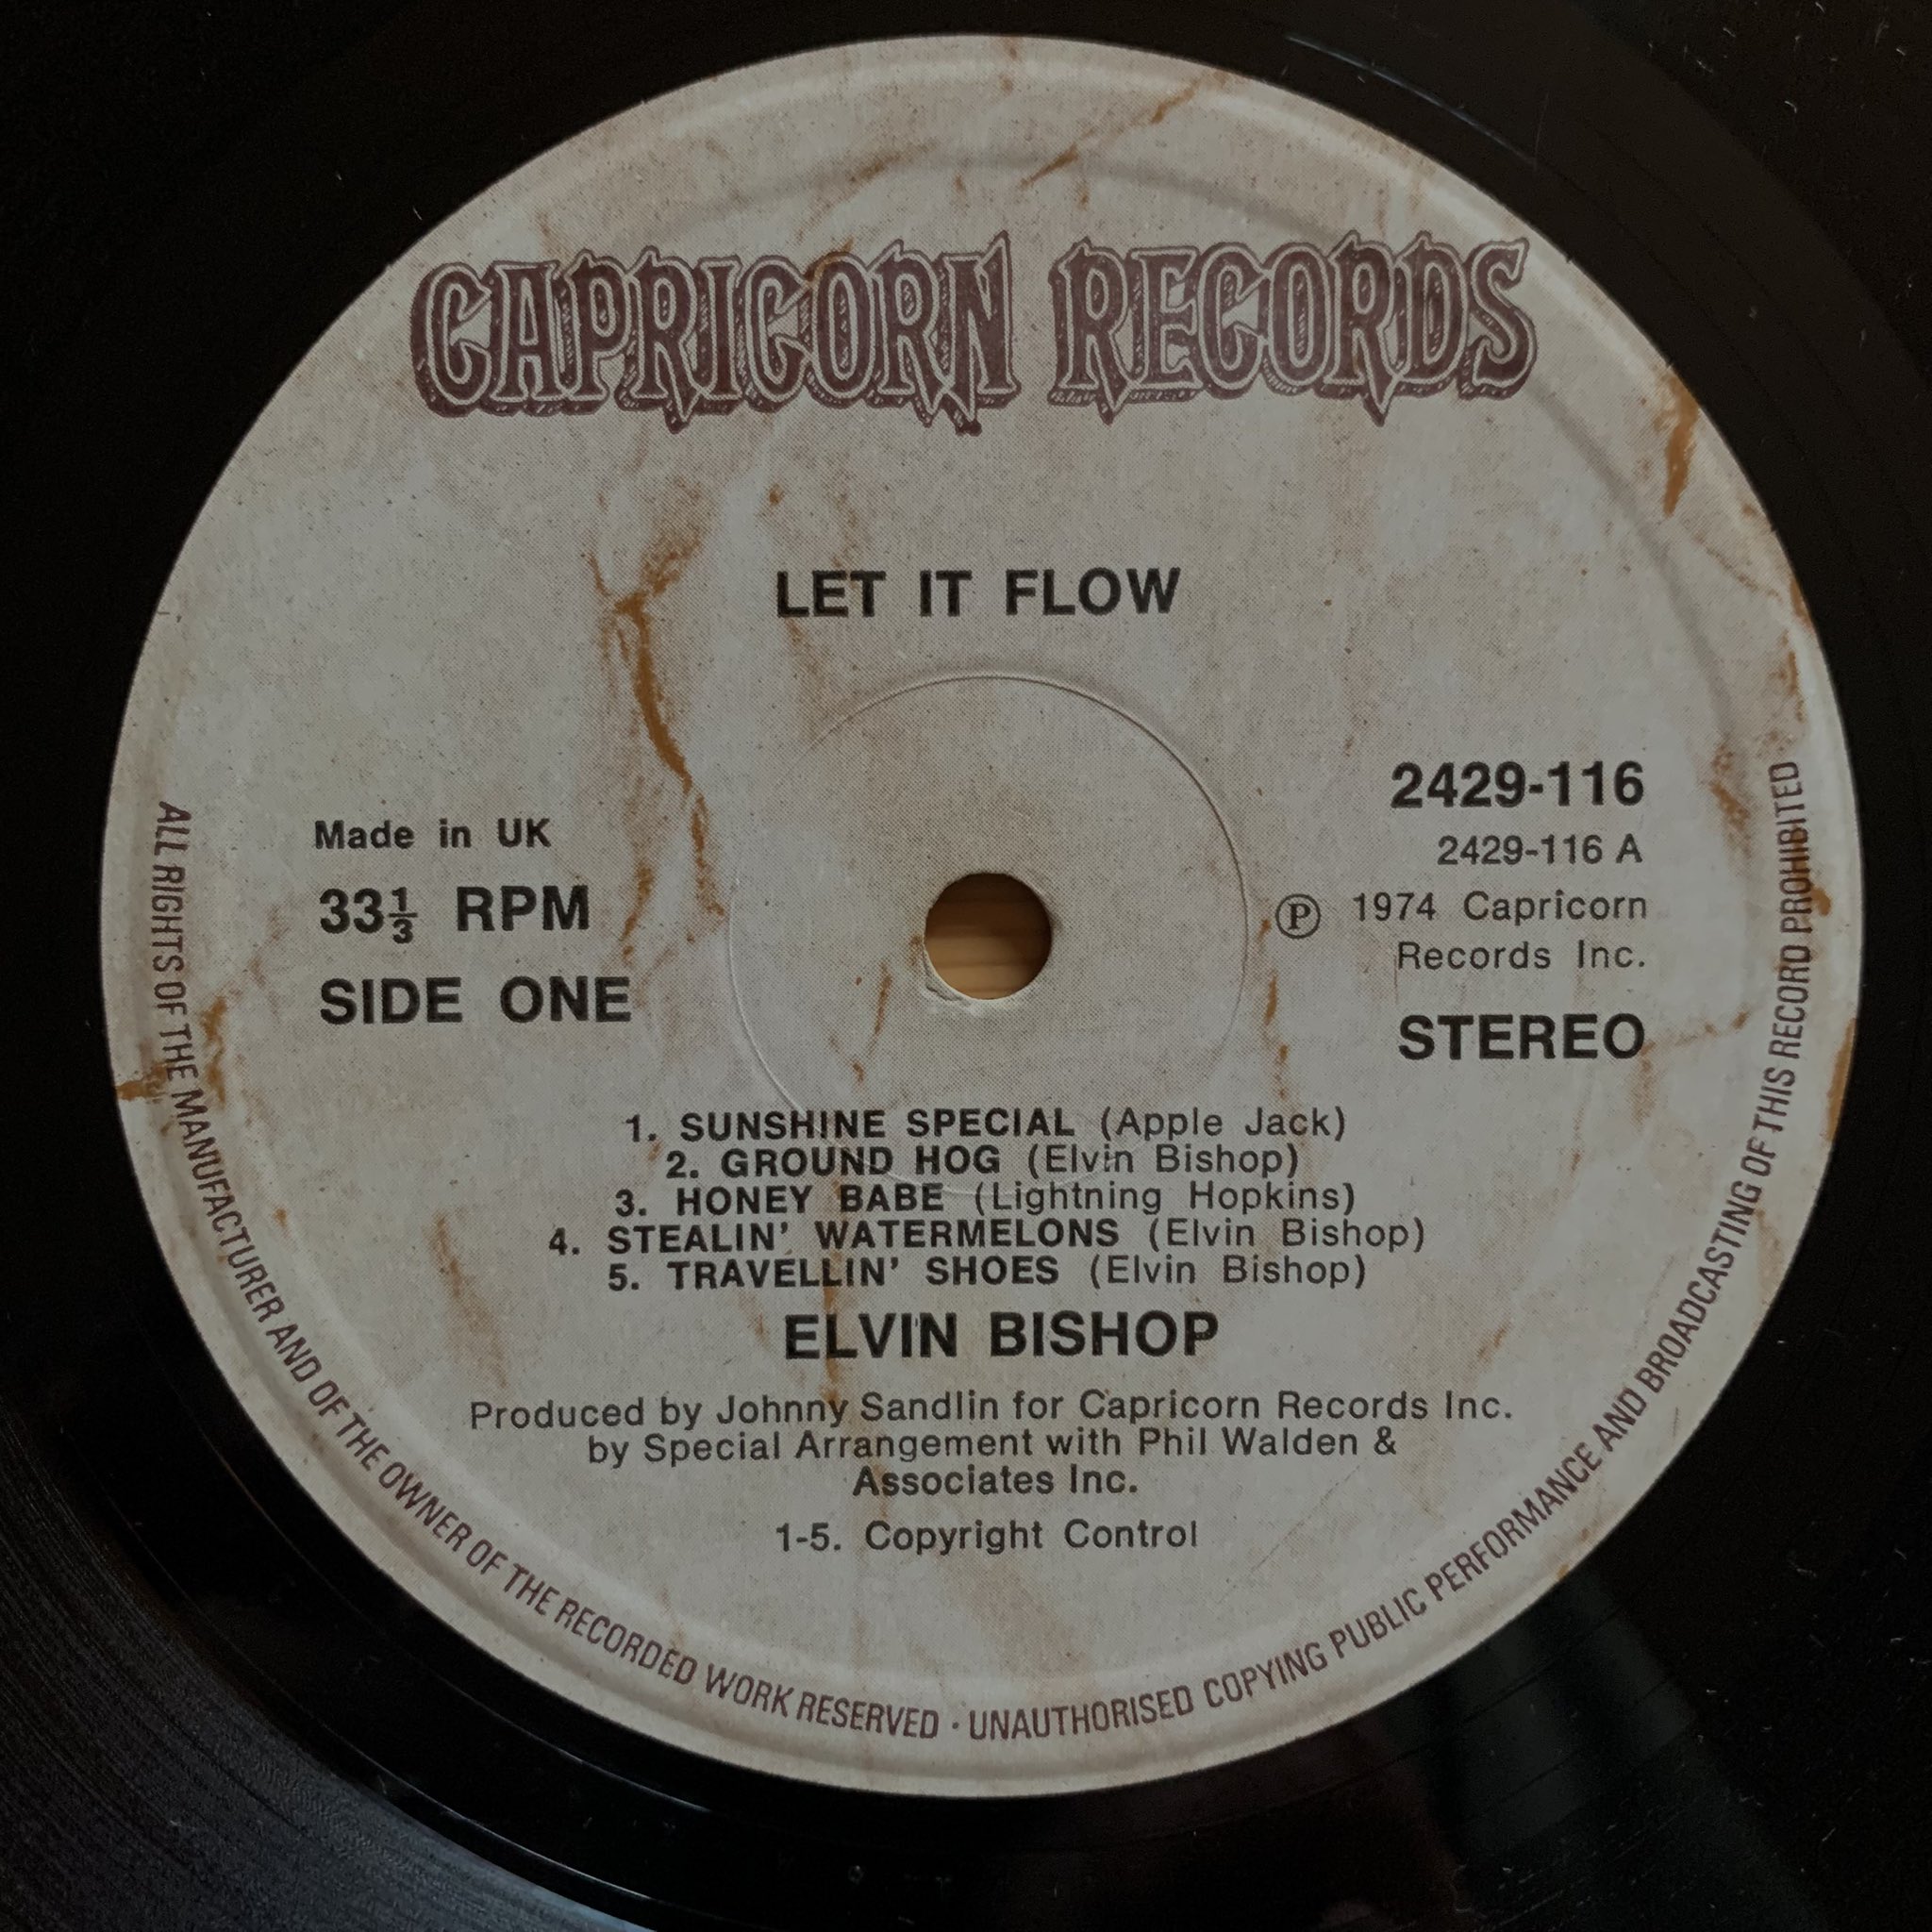 CAPRICORN RECORDS
LET IT FLOW
Made in UK
33⅓ RPM
SIDE ONE
2429-116
2429-116 A
℗ 1974 Capricorn
Records Inc.
STEREO
1. SUNSHINE SPECIAL (Apple Jack)
2. GROUND HOG (Elvin Bishop)
3. HONEY BABE (Lightning Hopkins)
4. STEALIN' WATERMELONS (Elvin Bishop)
5. TRAVELLIN' SHOES (Elvin Bishop)
ELVIN BISHOP
Produced by Johnny Sandlin for Capricorn Records Inc.
by Special Arrangement with Phil Walden &
Associates Inc.
1-5. Copyright Control
ALL RIGHTS OF THE MANUFACTURER AND OF THE OWNER OF THE RECORDED WORK RESERVED · UNAUTHORISED COPYING PUBLIC PERFORMANCE AND BROADCASTING OF THIS RECORD PROHIBITED